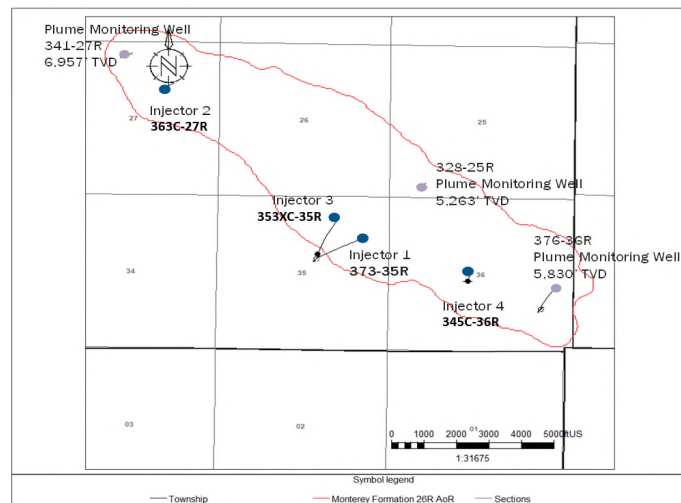 Plume Monitoring Well
341-27R
6,957' TVD
N
Injector 2
363C-27R
27
26
25
328-25R
Plume Monitoring Well
5,263' TVD
Injector 3
353XC-35R
376-36R
Plume Monitoring Well
5,830' TVD
Injector 1
373-35R
34
35
36
Injector 4
345C-36R
03
02
01
0 1000 2000 3000 4000 5000ftUS
1:31675
Symbol legend
Township Monterey Formation 26R AoR Sections